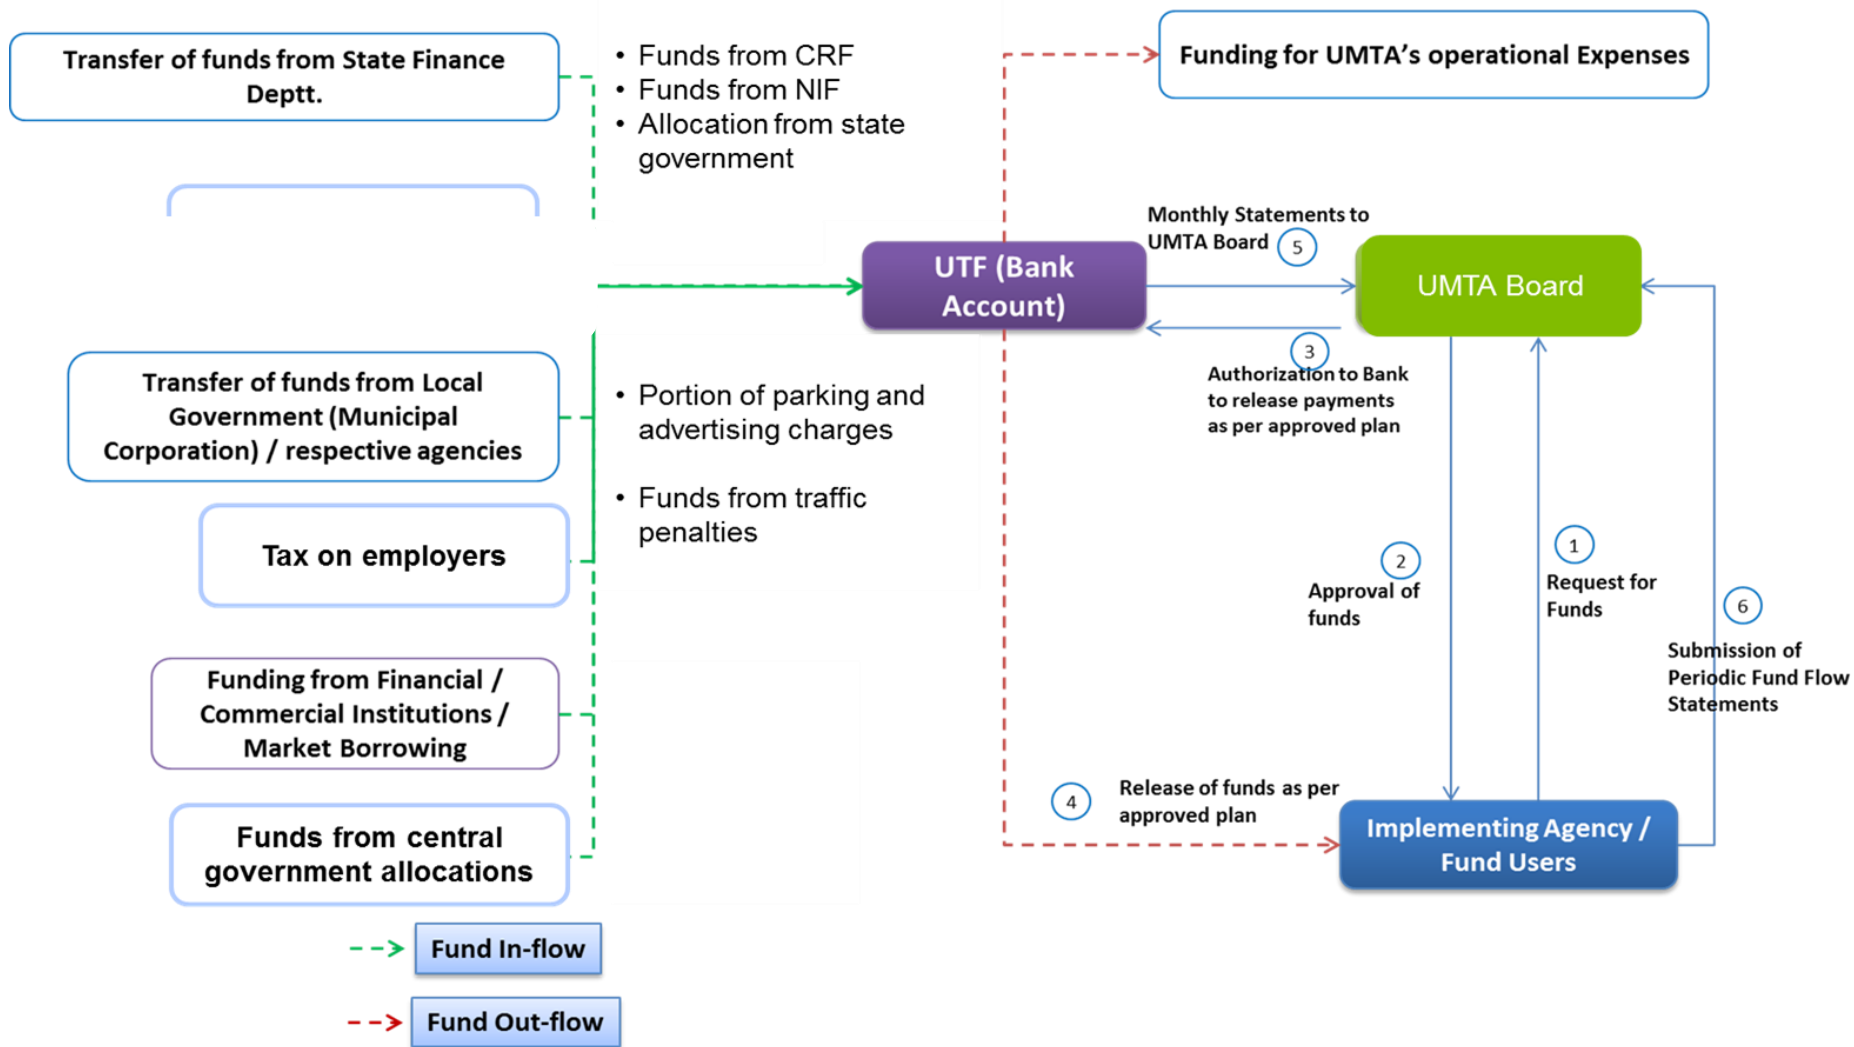 Transfer of funds from State Finance
Deptt.
• Funds from CRF
• Funds from NIF
• Allocation from state
government
Funding for UMTA's operational Expenses
Monthly Statements to
UMTA Board
5
UTF (Bank
Account)
UMTA Board
3
Authorization to Bank
to release payments
as per approved plan
Transfer of funds from Local
Government (Municipal
Corporation) / respective agencies
• Portion of parking and
advertising charges
• Funds from traffic
penalties
Tax on employers
2
Approval of
funds
1
Request for
Funds
6
Submission of
Periodic Fund Flow
Statements
Funding from Financial /
Commercial Institutions /
Market Borrowing
4
Release of funds as per
approved plan
Implementing Agency /
Fund Users
Funds from central
government allocations
Fund In-flow
Fund Out-flow